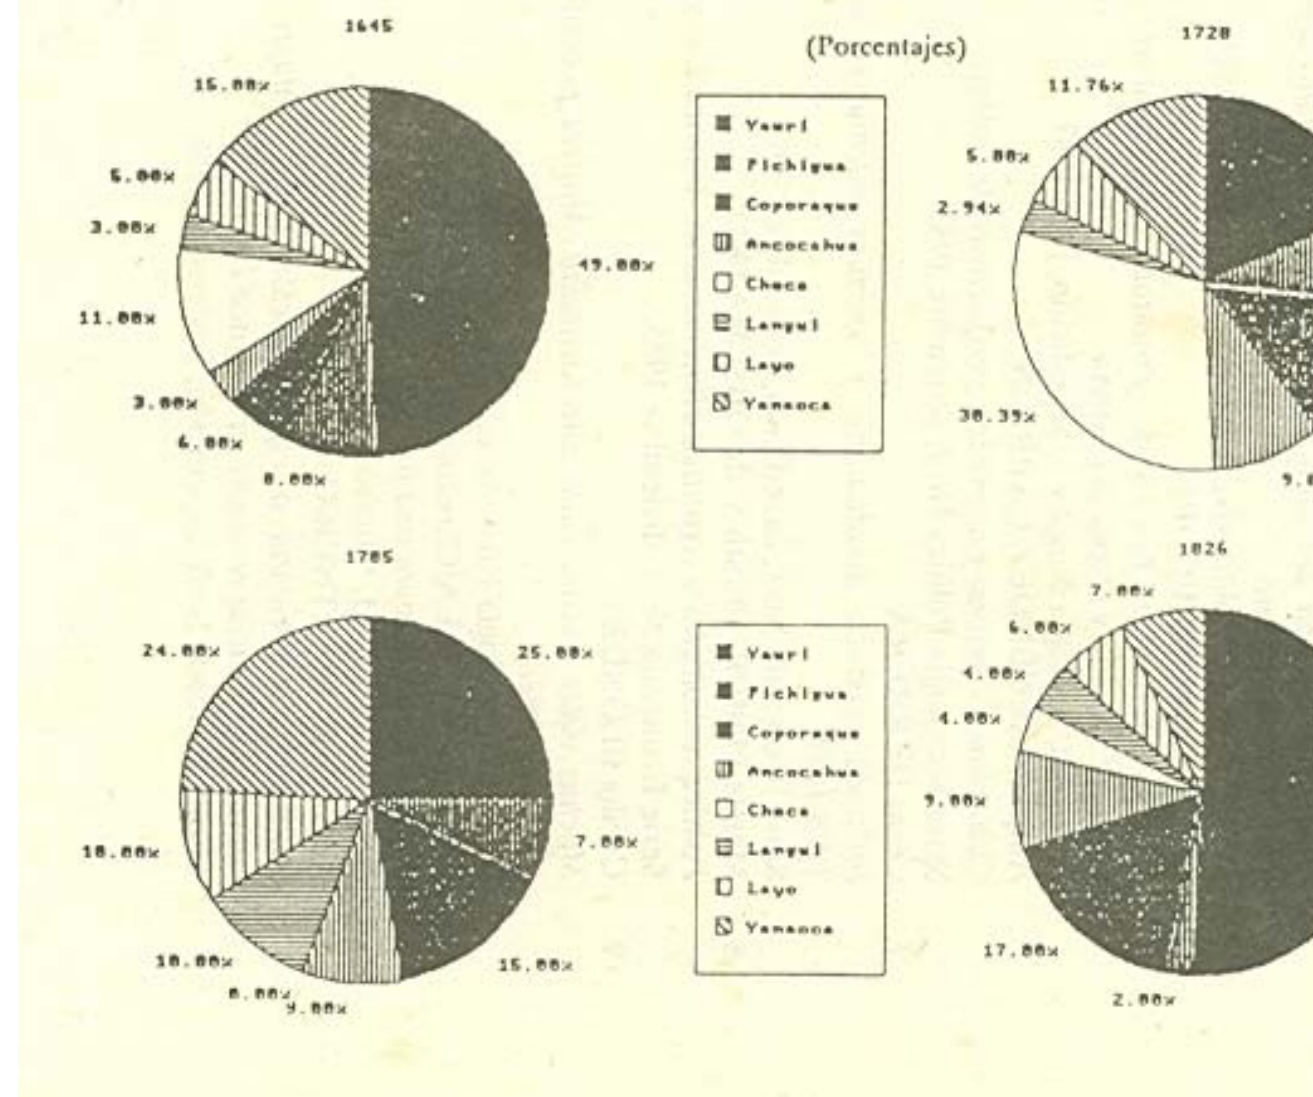 1645
(Porcentajes)
1728
15.00%
5.00%
3.00%
11.00%
3.00%
6.00%
8.00%
49.00%
Yauri
Pichigua
Coporaque
Ancocahua
Checa
Langui
Layo
Yanaoca
11.76%
5.88%
2.94%
30.39%
1785
24.00%
25.00%
10.00%
7.00%
10.00%
15.00%
0.00%
9.00%
Yauri
Pichigua
Coporaque
Ancocahua
Checa
Langui
Layo
Yanaoca
1826
7.00%
6.00%
4.00%
4.00%
9.00%
17.00%
2.00%